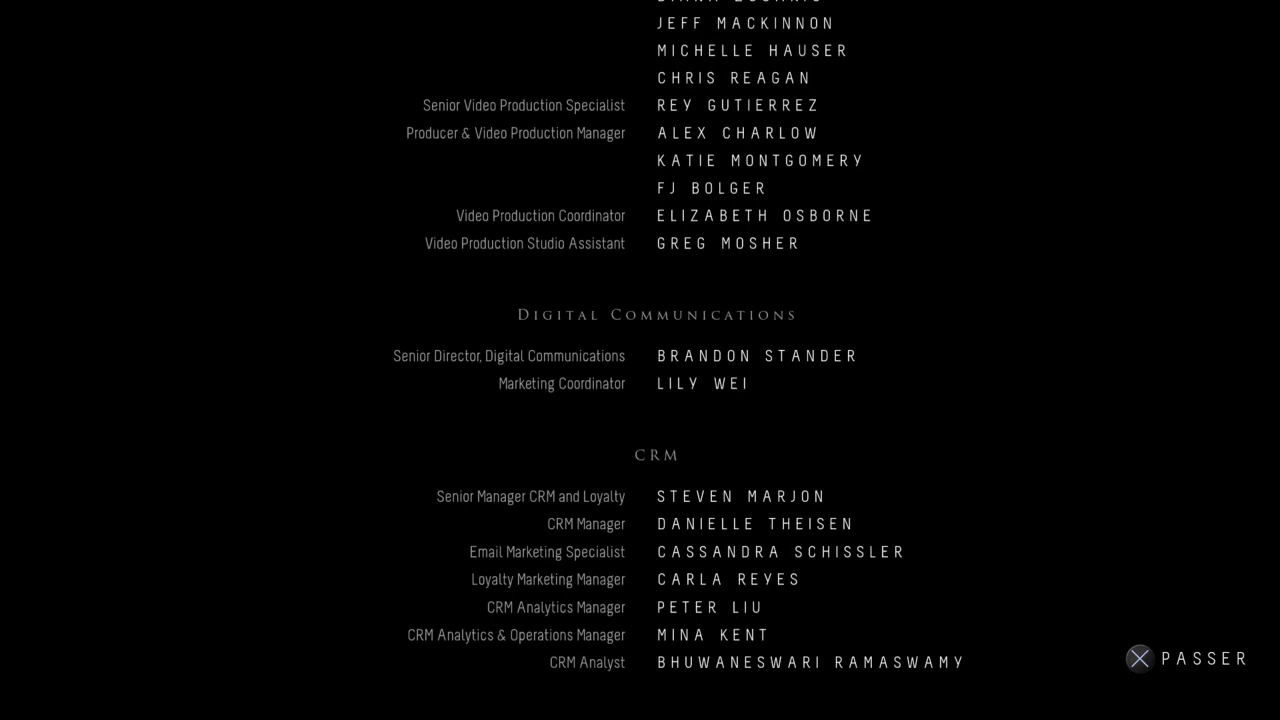 JEFF MACKINNON
MICHELLE HAUSER
CHRIS REAGAN
Senior Video Production Specialist REY GUTIERREZ
Producer & Video Production Manager ALEX CHARLOW
KATIE MONTGOMERY
FJ BOLGER
Video Production Coordinator ELIZABETH OSBORNE
Video Production Studio Assistant GREG MOSHER
DIGITAL COMMUNICATIONS
Senior Director, Digital Communications BRANDON STANDER
Marketing Coordinator LILY WEI
CRM
Senior Manager CRM and Loyalty STEVEN MARJON
CRM Manager DANIELLE THEISEN
Email Marketing Specialist CASSANDRA SCHISSLER
Loyalty Marketing Manager CARLA REYES
CRM Analytics Manager PETER LIU
CRM Analytics & Operations Manager MINA KENT
CRM Analyst BHUWANESWARI RAMASWAMY
PASSER